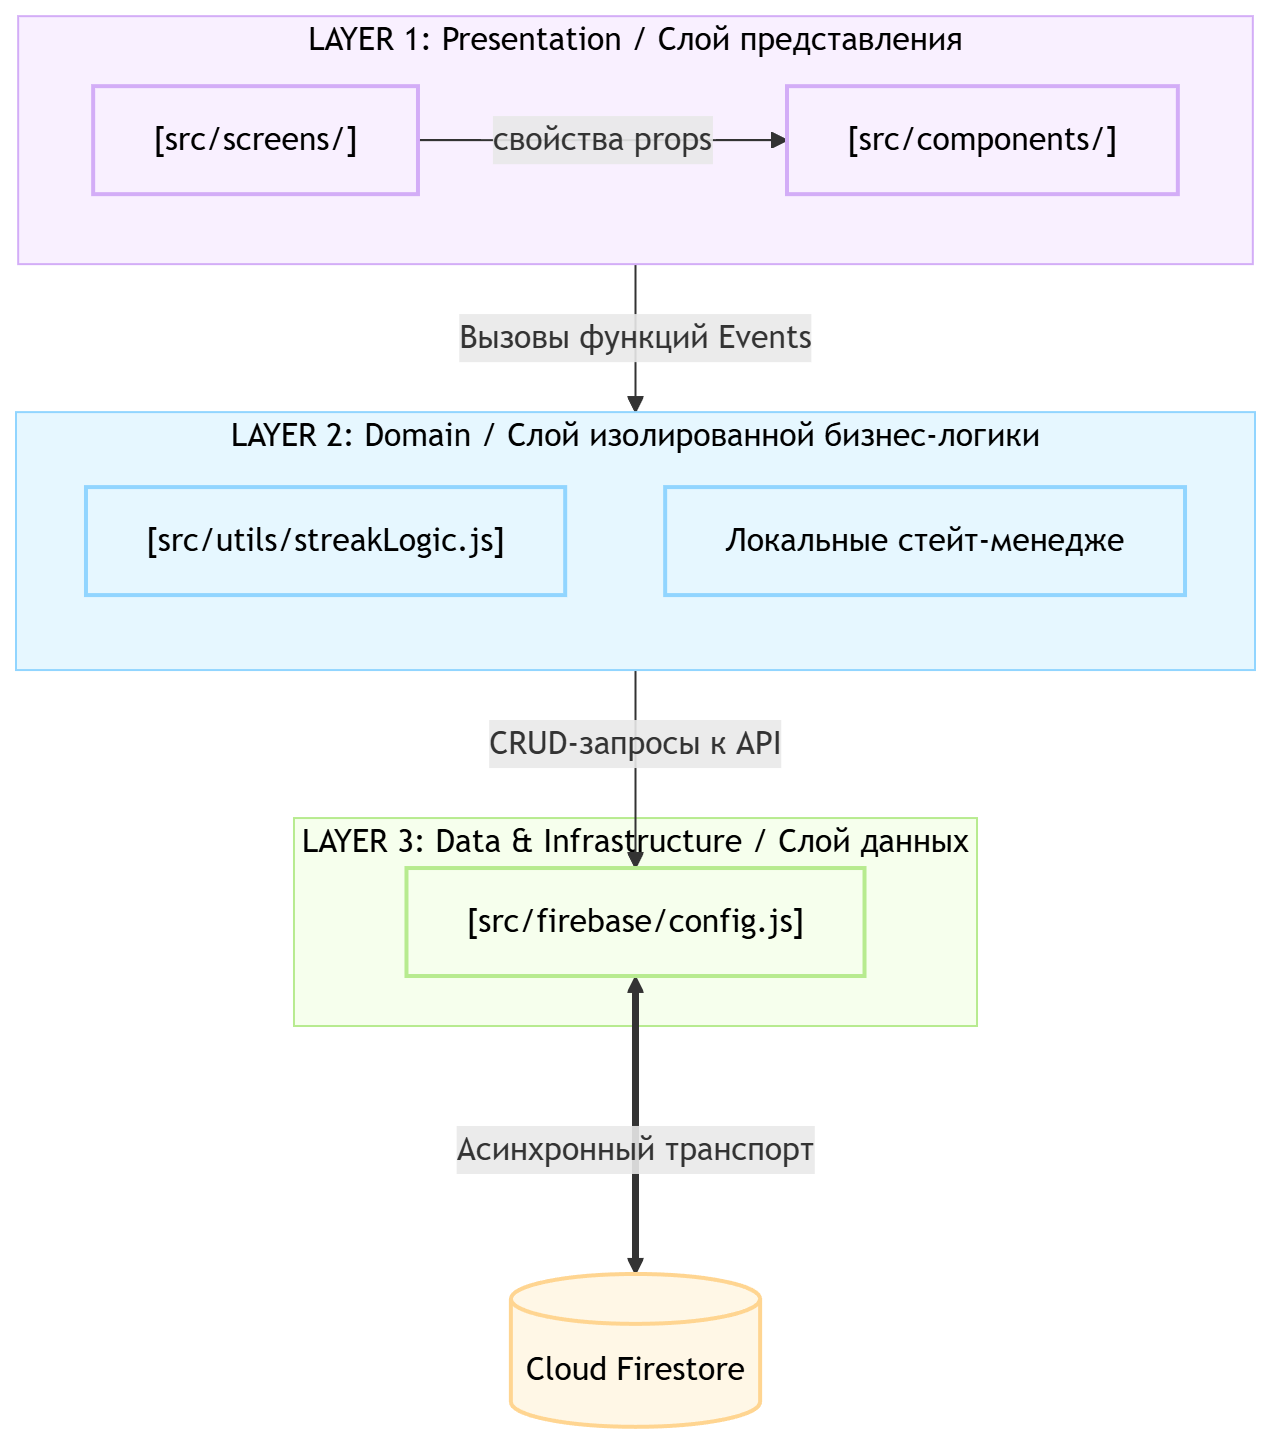 LAYER 1: Presentation / Слой представления
[src/screens/]
свойства props
[src/components/]
Вызовы функций Events
LAYER 2: Domain / Слой изолированной бизнес-логики
[src/utils/streakLogic.js]
Локальные стейт-менедже
CRUD-запросы к API
LAYER 3: Data & Infrastructure / Слой данных
[src/firebase/config.js]
Асинхронный транспорт
Cloud Firestore